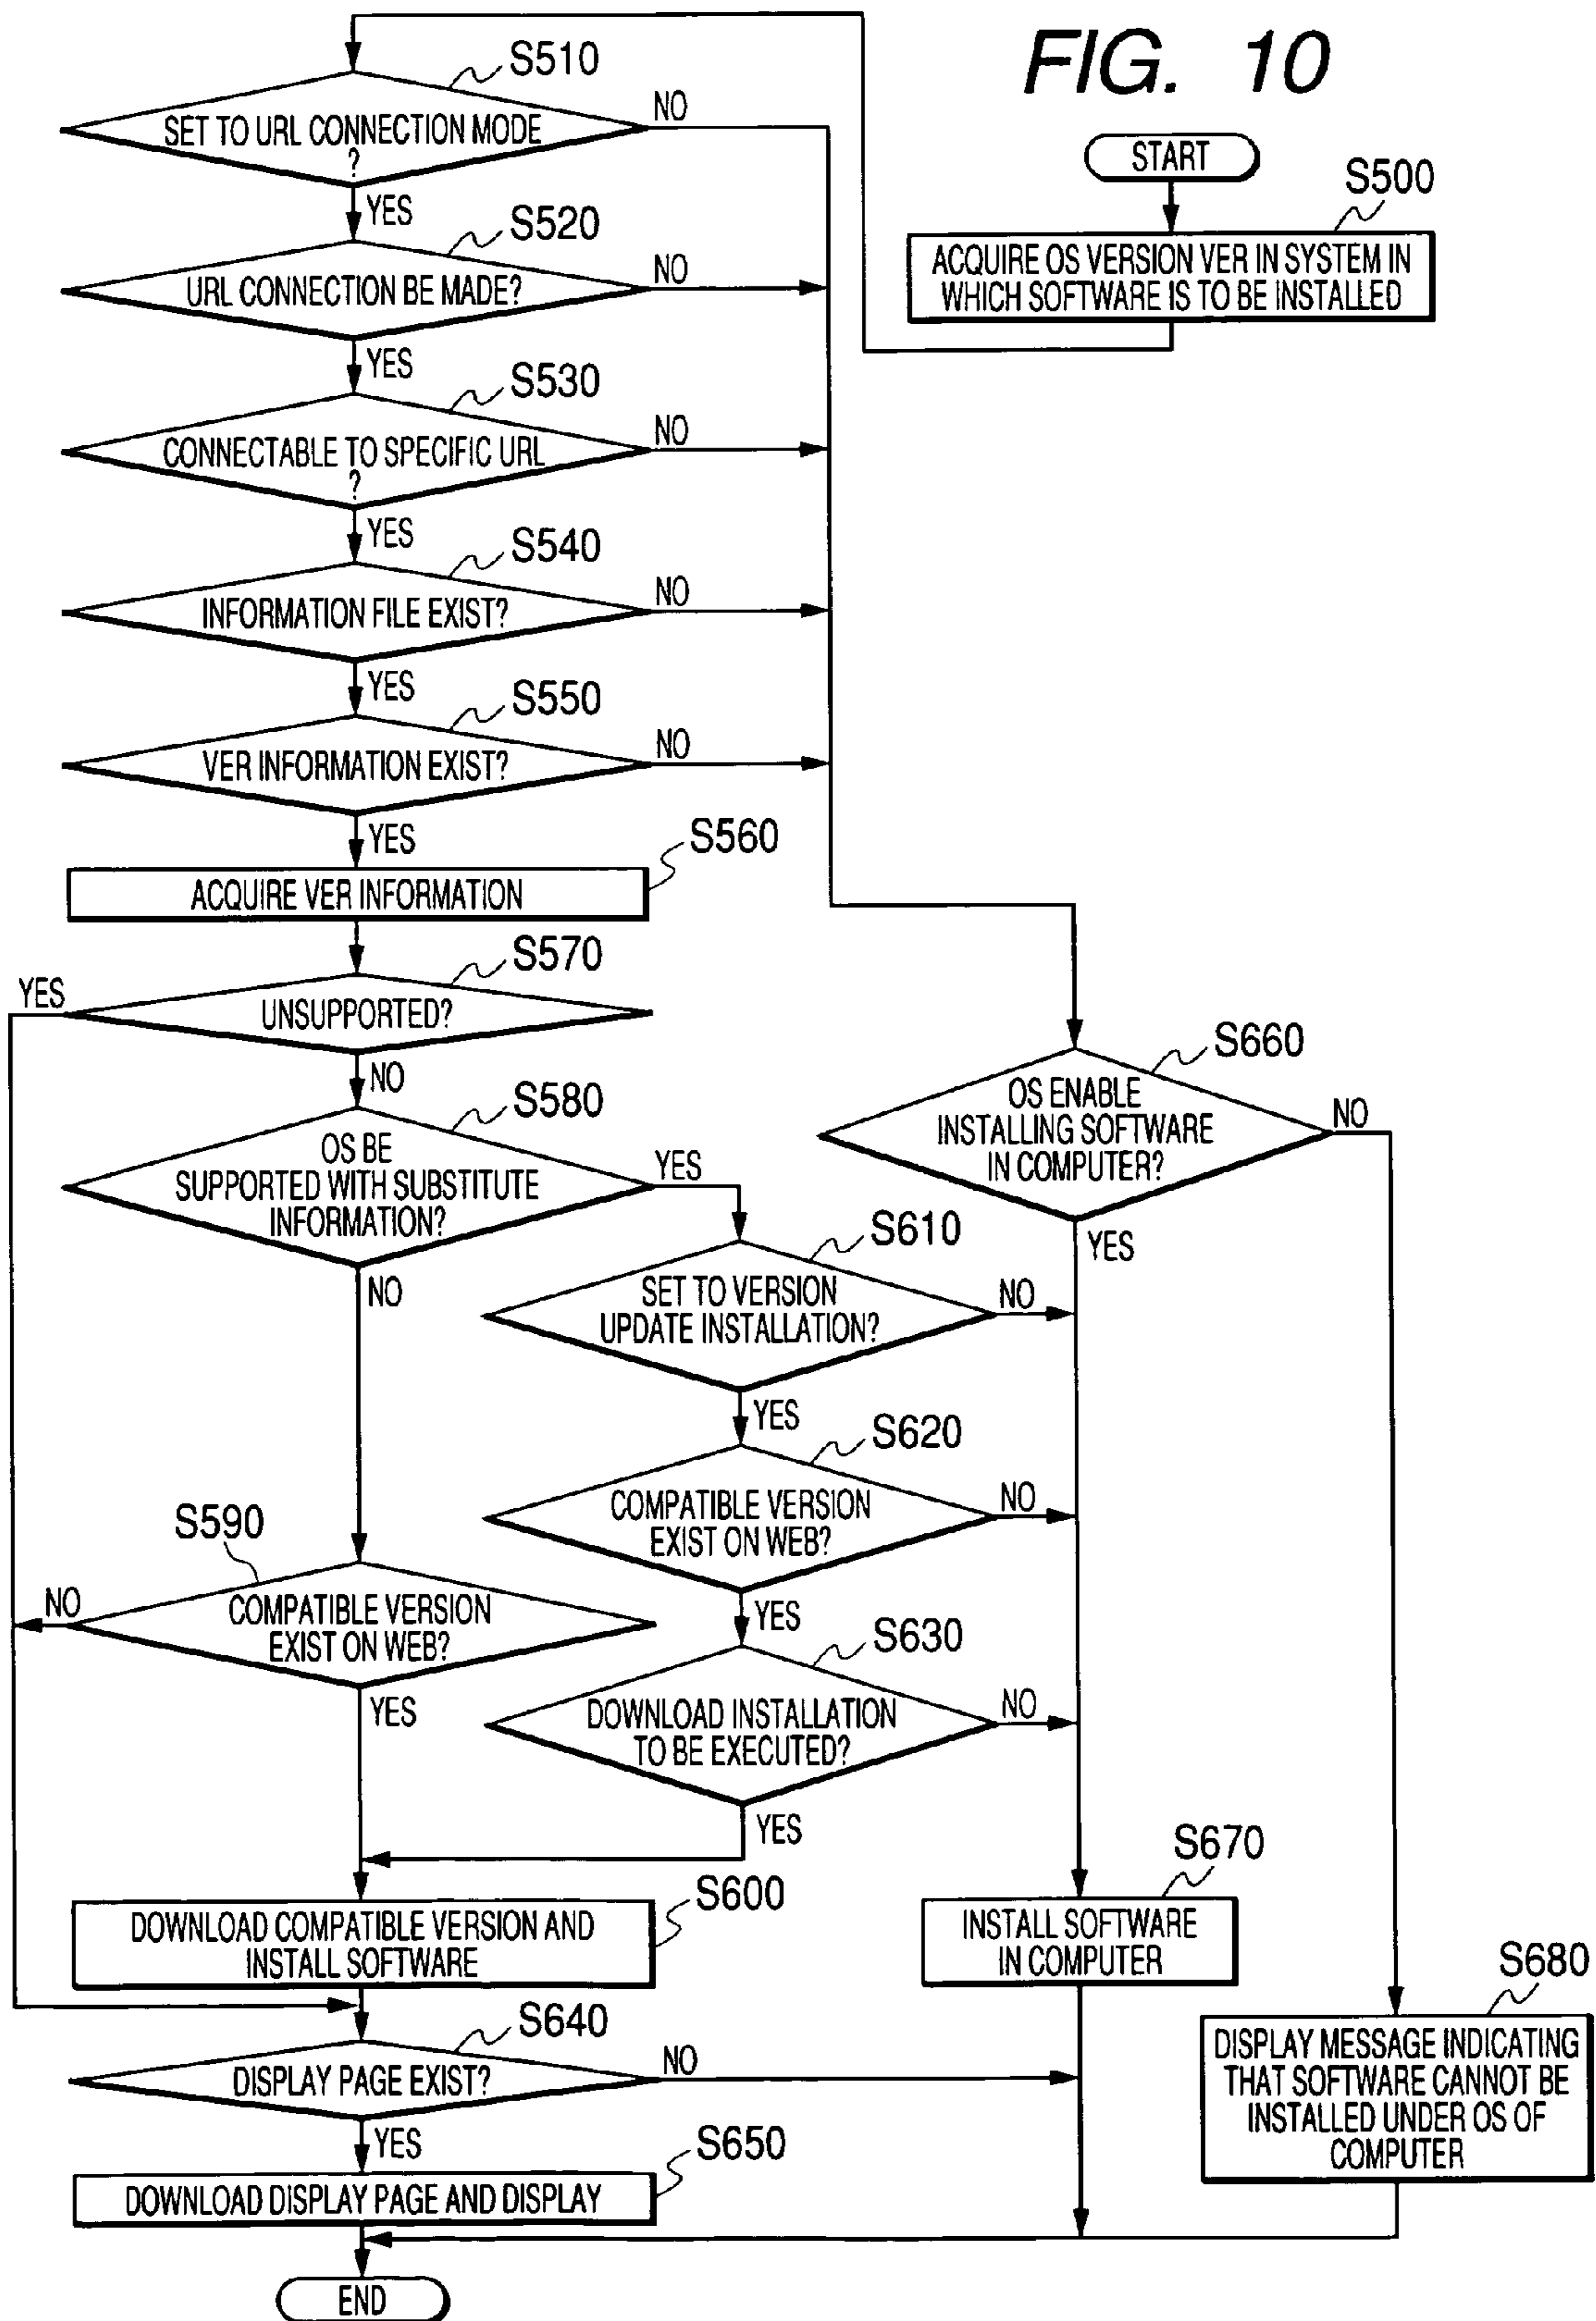 FIG. 10
START
S500
ACQUIRE OS VERSION VER IN SYSTEM IN
WHICH SOFTWARE IS TO BE INSTALLED
S510
SET TO URL CONNECTION MODE
?
NO
YES
S520
URL CONNECTION BE MADE?
NO
YES
S530
CONNECTABLE TO SPECIFIC URL
?
NO
YES
S540
INFORMATION FILE EXIST?
NO
YES
S550
VER INFORMATION EXIST?
NO
YES
S560
ACQUIRE VER INFORMATION
S570
YES
UNSUPPORTED?
NO
S580
OS BE
SUPPORTED WITH SUBSTITUTE
INFORMATION?
YES
NO
S590
NO
COMPATIBLE VERSION
EXIST ON WEB?
YES
S610
SET TO VERSION
UPDATE INSTALLATION?
NO
YES
S620
COMPATIBLE VERSION
EXIST ON WEB?
NO
YES
S630
DOWNLOAD INSTALLATION
TO BE EXECUTED?
NO
YES
S600
DOWNLOAD COMPATIBLE VERSION AND
INSTALL SOFTWARE
S640
DISPLAY PAGE EXIST?
NO
YES
S650
DOWNLOAD DISPLAY PAGE AND DISPLAY
S660
OS ENABLE
INSTALLING SOFTWARE
IN COMPUTER?
NO
YES
S670
INSTALL SOFTWARE
IN COMPUTER
S680
DISPLAY MESSAGE INDICATING
THAT SOFTWARE CANNOT BE
INSTALLED UNDER OS OF
COMPUTER
END